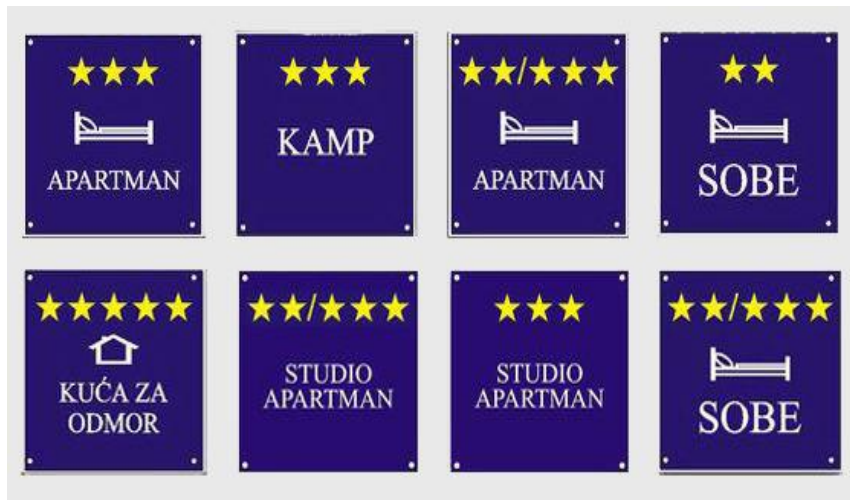 APARTMAN
KAMP
/
APARTMAN
SOBE
KUĆA ZA
ODMOR
/
STUDIO
APARTMAN
STUDIO
APARTMAN
/
SOBE